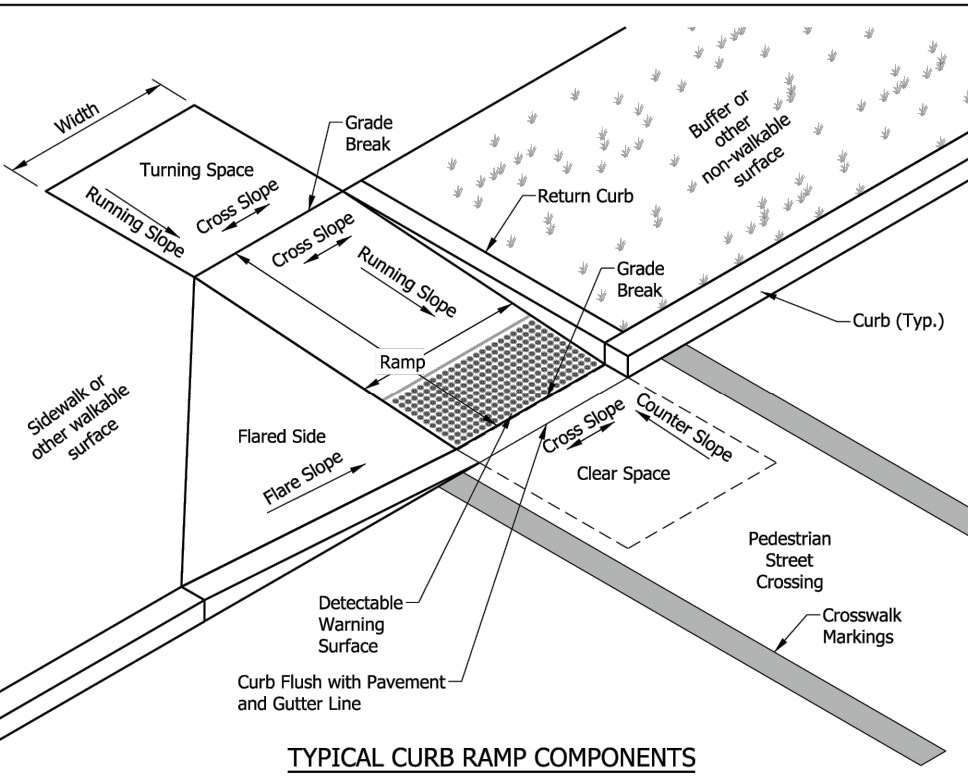 Width
Turning Space
Running Slope
Cross Slope
Grade
Break
Cross Slope
Running Slope
Return Curb
Buffer or
other
non-walkable
surface
Grade
Break
Curb (Typ.)
Ramp
Sidewalk or
other walkable
surface
Flared Side
Flare Slope
Cross Slope
Counter Slope
Clear Space
Pedestrian
Street
Crossing
Crosswalk
Markings
Detectable
Warning
Surface
Curb Flush with Pavement
and Gutter Line
TYPICAL CURB RAMP COMPONENTS